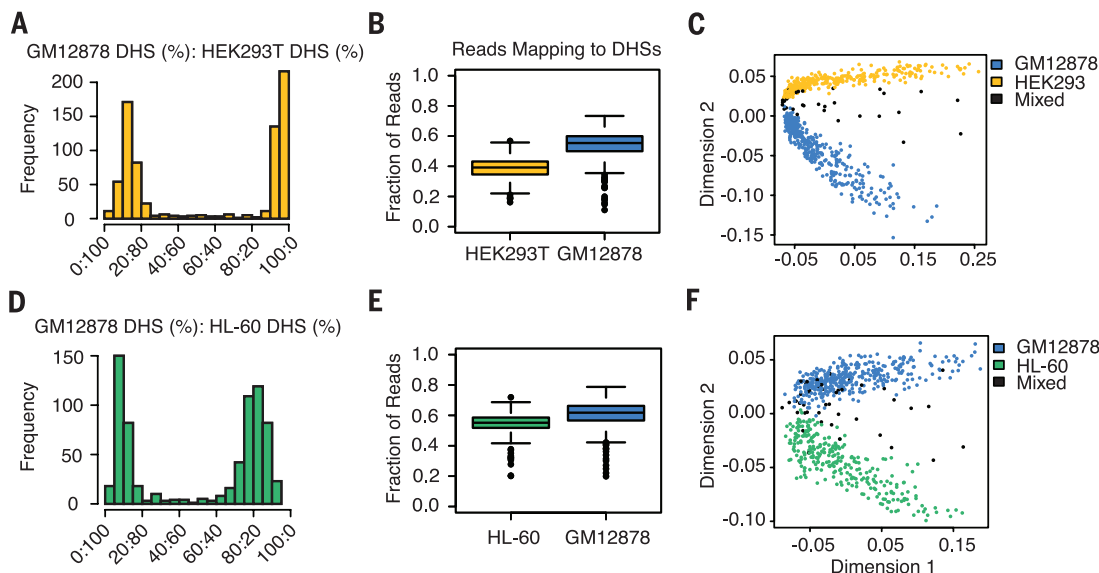 A
GM12878 DHS (%): HEK293T DHS (%)
Frequency
200
150
100
50
0
0:100
20:80
40:60
60:40
80:20
100:0
B
Reads Mapping to DHSs
Fraction of Reads
1.0
0.8
0.6
0.4
0.2
0.0
HEK293T GM12878
C
Dimension 2
0.05
0.00
-0.05
-0.10
-0.15
-0.05 0.05 0.15 0.25
GM12878
HEK293
Mixed
D
GM12878 DHS (%): HL-60 DHS (%)
Frequency
150
100
50
0
0:100
20:80
40:60
60:40
80:20
100:0
E
Fraction of Reads
1.0
0.8
0.6
0.4
0.2
0.0
HL-60 GM12878
F
Dimension 2
0.05
0.00
-0.05
-0.10
-0.05 0.05 0.15
Dimension 1
GM12878
HL-60
Mixed